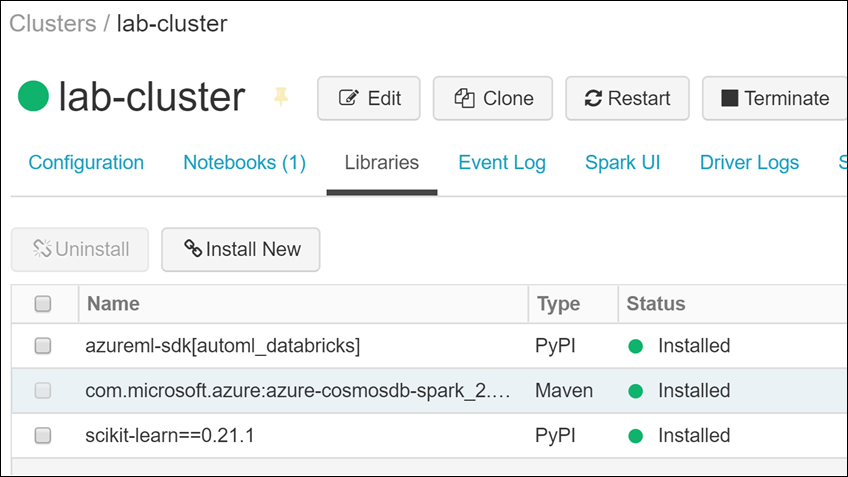 Clusters / lab-cluster
lab-cluster Edit Clone Restart Terminate
Configuration Notebooks (1) Libraries Event Log Spark UI Driver Logs S
Uninstall Install New
Name Type Status
azureml-sdk[automl_databricks] PyPI Installed
com.microsoft.azure:azure-cosmosdb-spark_2.... Maven Installed
scikit-learn==0.21.1 PyPI Installed